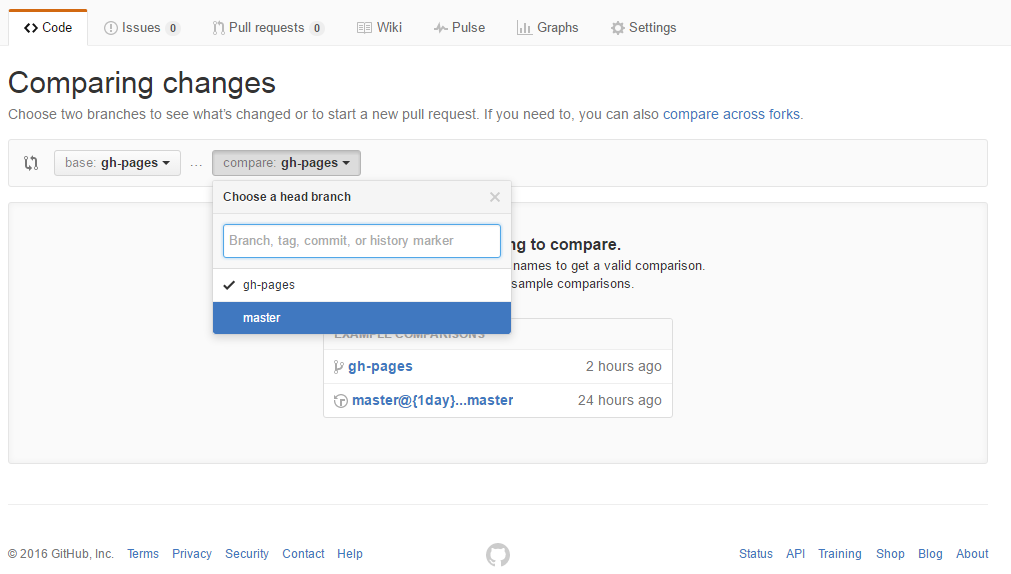 Code Issues 0 Pull requests 0 Wiki Pulse Graphs Settings
Comparing changes
Choose two branches to see what's changed or to start a new pull request. If you need to, you can also compare across forks.
base: gh-pages ... compare: gh-pages
Choose a head branch
Branch, tag, commit, or history marker
gh-pages
master
to compare.
names to get a valid comparison.
sample comparisons.
EXAMPLE COMPARISONS
gh-pages 2 hours ago
master@{1day}...master 24 hours ago
© 2016 GitHub, Inc. Terms Privacy Security Contact Help Status API Training Shop Blog About